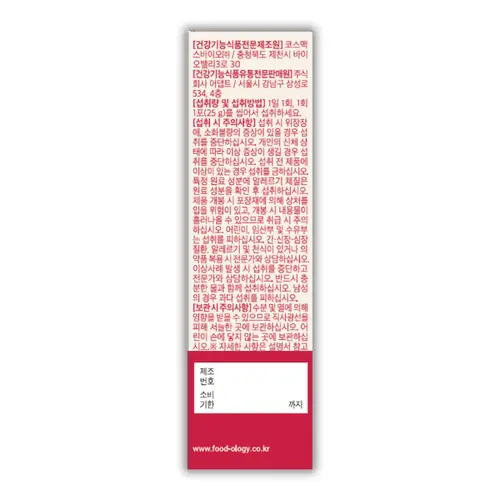 [건강기능식품전문제조원] 코스맥
스바이오㈜ / 충청북도 제천시 바이
오밸리3로 30
[건강기능식품유통전문판매원] 주식
회사 어댑트 / 서울시 강남구 삼성로
534, 4층
[섭취량 및 섭취방법] 1일 1회, 1회
1포(25 g)를 씹어서 섭취하세요.
[섭취 시 주의사항] 섭취 시 위장장
애, 소화불량의 증상이 있을 경우 섭
취를 중단하십시오. 개인의 신체 상
태에 따라 이상 증상이 생길 경우 섭
취를 중단하십시오. 섭취 전 제품에
이상이 있는 경우 섭취를 금하십시오.
특정 원료 성분에 알레르기 체질은
원료 성분을 확인 후 섭취하십시오.
제품 개봉 시 포장재에 의해 상처를
입을 위험이 있고, 개봉 시 내용물이
흘러나올 수 있으므로 취급 시 주의
하십시오. 어린이, 임산부 및 수유부
는 섭취를 피하십시오. 간·신장·심장
질환, 알레르기 및 천식이 있거나 의
약품 복용 시 전문가와 상담하십시오.
이상사례 발생 시 섭취를 중단하고
전문가와 상담하십시오. 반드시 충
분한 물과 함께 섭취하십시오. 남성
의 경우 과다 섭취를 피하십시오.
[보관 시 주의사항] 수분 및 열에 의해
영향을 받을 수 있으므로 직사광선을
피해 서늘한 곳에 보관하십시오. 어
린이 손에 닿지 않는 곳에 보관하십
시오.※ 자세한 사항은 설명서 참고
제조
번호
소비
기한 까지
www.food-ology.co.kr